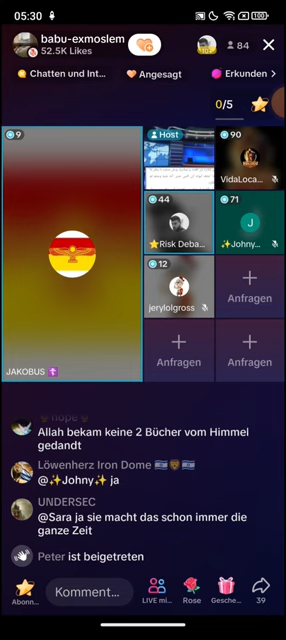 05:30
100
babu-exmoslem
52.5K Likes
84
Chatten und Int...
Angesagt
Erkunden
0/5
9
Host
90
VidaLoca...
44
Risk Deba...
71
J
Johny...
12
jerylolgross
Anfragen
Anfragen
Anfragen
JAKOBUS
Allah bekam keine 2 Bücher vom Himmel
gedandt
Löwenherz Iron Dome
@✨Johny✨ ja
UNDERSEC
@Sara ja sie macht das schon immer die
ganze Zeit
Peter ist beigetreten
Abonn...
Komment...
LIVE mi...
Rose
Gesche...
39